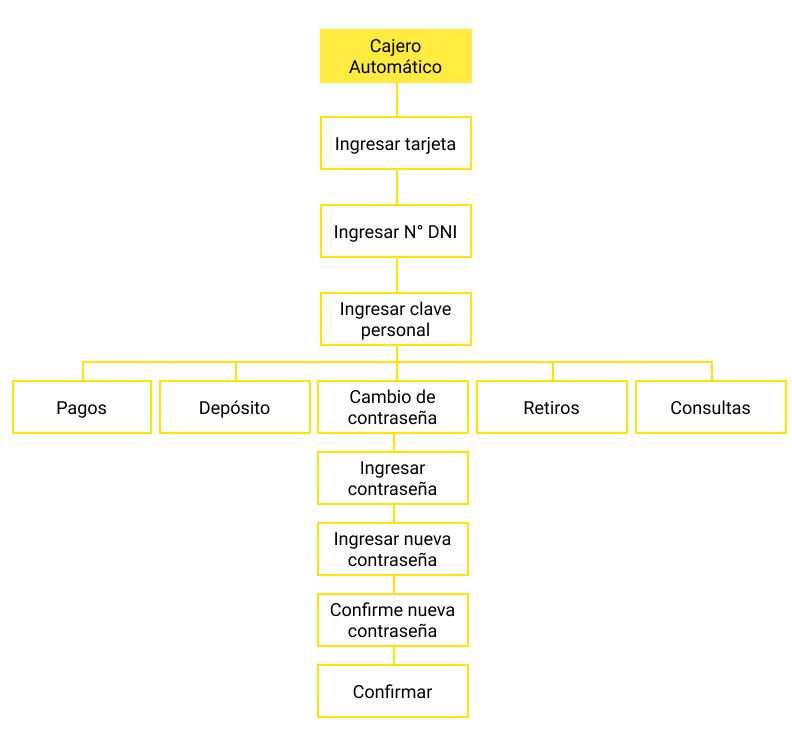 Cajero
Automático
Ingresar tarjeta
Ingresar N° DNI
Ingresar clave
personal
Pagos
Depósito
Cambio de
contraseña
Retiros
Consultas
Ingresar
contraseña
Ingresar nueva
contraseña
Confirme nueva
contraseña
Confirmar